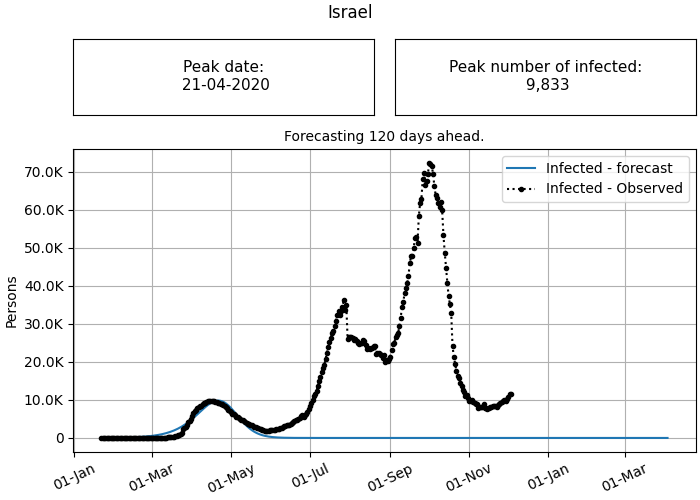 Israel
Peak date:
21-04-2020
Peak number of infected:
9,833
Forecasting 120 days ahead.
Infected - forecast
Infected - Observed
Persons
70.0K
60.0K
50.0K
40.0K
30.0K
20.0K
10.0K
0
01-Jan
01-Mar
01-May
01-Jul
01-Sep
01-Nov
01-Jan
01-Mar